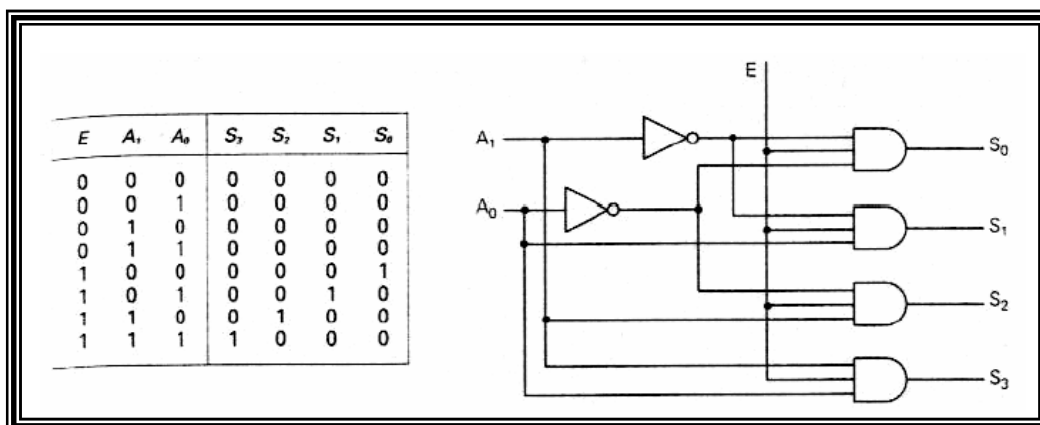 E A₁ A₀ S₃ S₂ S₁ S₀
0 0 0 0 0 0 0
0 0 1 0 0 0 0
0 1 0 0 0 0 0
0 1 1 0 0 0 0
1 0 0 0 0 0 1
1 0 1 0 0 1 0
1 1 0 0 1 0 0
1 1 1 1 0 0 0
E
A₁
S₀
A₀
S₁
S₂
S₃